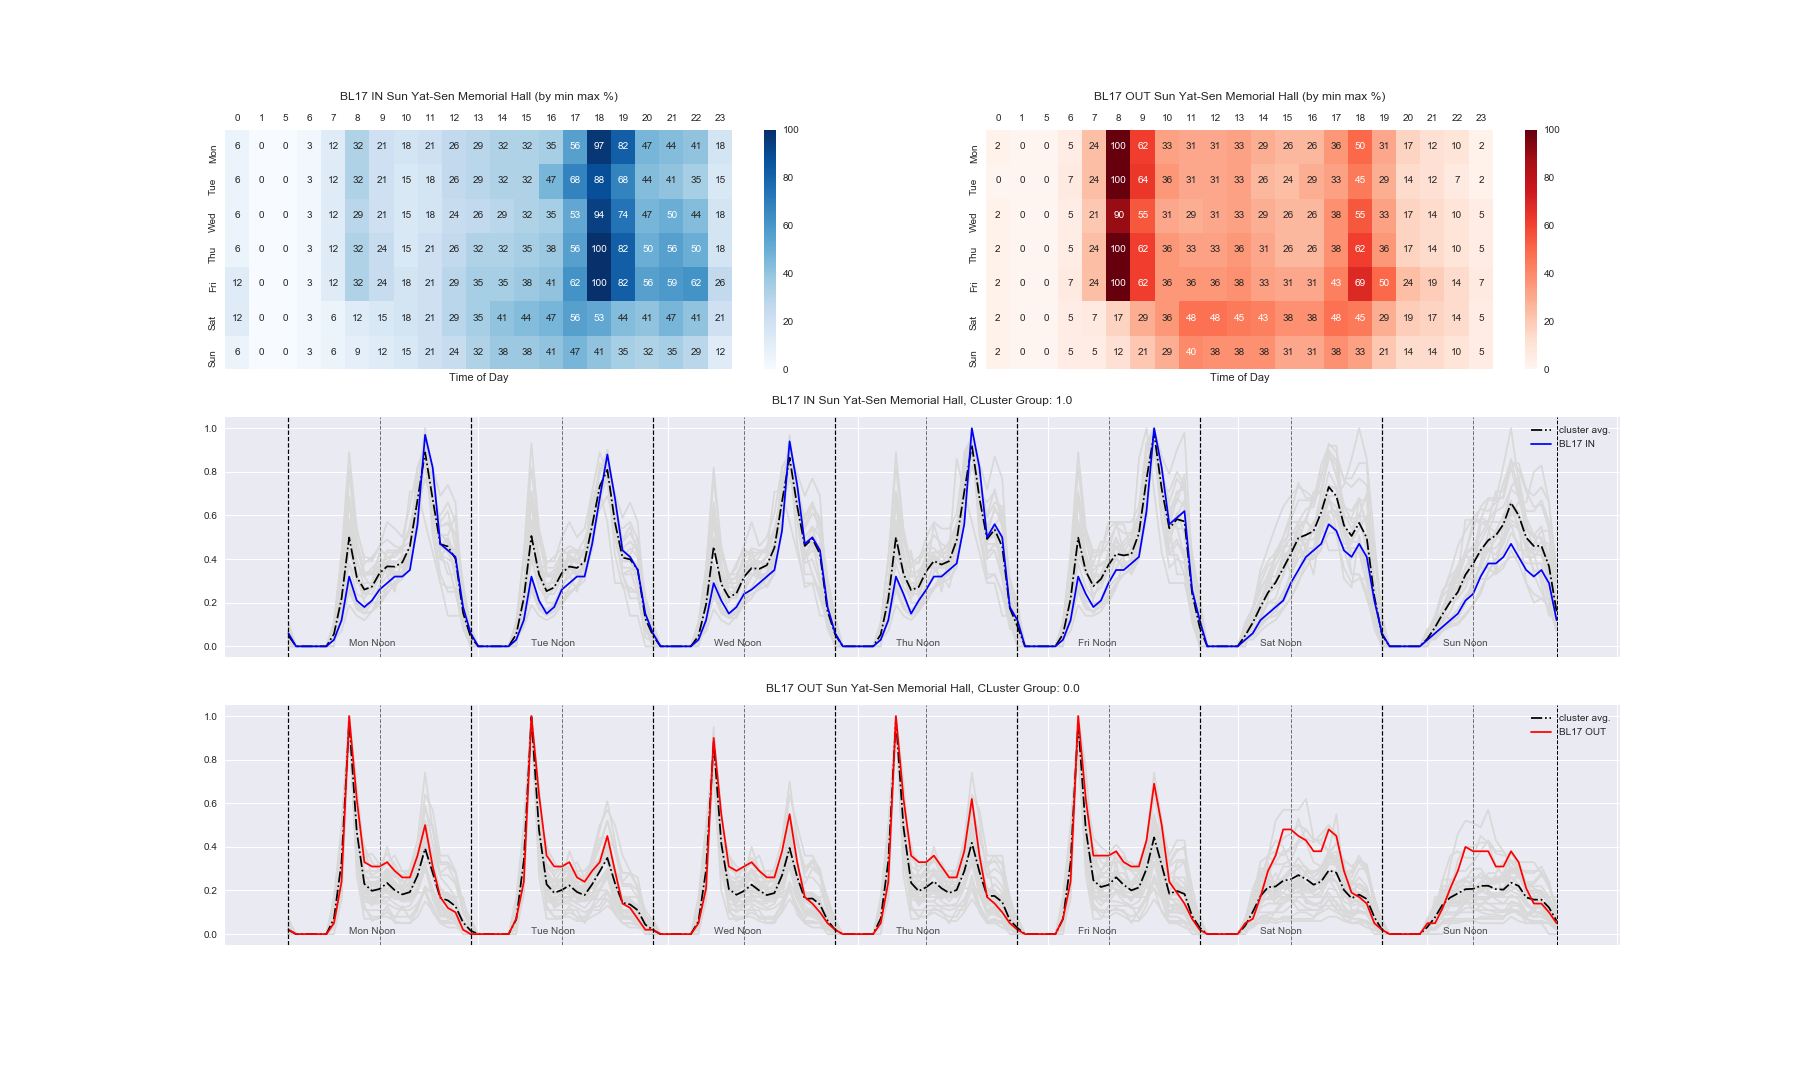 BL17 IN Sun Yat-Sen Memorial Hall (by min max %)
0 1 5 6 7 8 9 10 11 12 13 14 15 16 17 18 19 20 21 22 23
Mon 6 0 0 3 12 32 21 18 21 26 29 32 32 35 56 97 82 47 44 41 18
Tue 6 0 0 3 12 32 21 15 18 26 29 32 32 47 68 88 68 44 41 35 15
Wed 6 0 0 3 12 29 21 15 18 24 26 29 32 35 53 94 74 47 50 44 18
Thu 6 0 0 3 12 32 24 15 21 26 32 32 35 38 56 100 82 50 56 50 18
Fri 12 0 0 3 12 32 24 18 21 29 35 35 38 41 62 100 82 56 59 62 26
Sat 12 0 0 3 6 12 15 18 21 29 35 41 44 47 56 53 44 41 47 41 21
Sun 6 0 0 3 6 9 12 15 21 24 32 38 38 41 47 41 35 32 35 29 12
Time of Day
100
80
60
40
20
0
BL17 OUT Sun Yat-Sen Memorial Hall (by min max %)
0 1 5 6 7 8 9 10 11 12 13 14 15 16 17 18 19 20 21 22 23
Mon 2 0 0 5 24 100 62 33 31 31 33 29 26 26 36 50 31 17 12 10 2
Tue 0 0 0 7 24 100 64 36 31 31 33 26 24 29 33 45 29 14 12 7 2
Wed 2 0 0 5 21 90 55 31 29 31 33 29 26 26 38 55 33 17 14 10 5
Thu 2 0 0 5 24 100 62 36 33 33 36 31 26 26 38 62 36 17 14 10 5
Fri 2 0 0 7 24 100 62 36 36 36 38 33 31 31 43 69 50 24 19 14 7
Sat 2 0 0 5 7 17 29 36 48 48 45 43 38 38 48 45 29 19 17 14 5
Sun 2 0 0 5 5 12 21 29 40 38 38 38 31 31 38 33 21 14 14 10 5
Time of Day
100
80
60
40
20
0
BL17 IN Sun Yat-Sen Memorial Hall, CLuster Group: 1.0
1.0
0.8
0.6
0.4
0.2
0.0
cluster avg.
BL17 IN
Mon Noon Tue Noon Wed Noon Thu Noon Fri Noon Sat Noon Sun Noon
BL17 OUT Sun Yat-Sen Memorial Hall, CLuster Group: 0.0
1.0
0.8
0.6
0.4
0.2
0.0
cluster avg.
BL17 OUT
Mon Noon Tue Noon Wed Noon Thu Noon Fri Noon Sat Noon Sun Noon